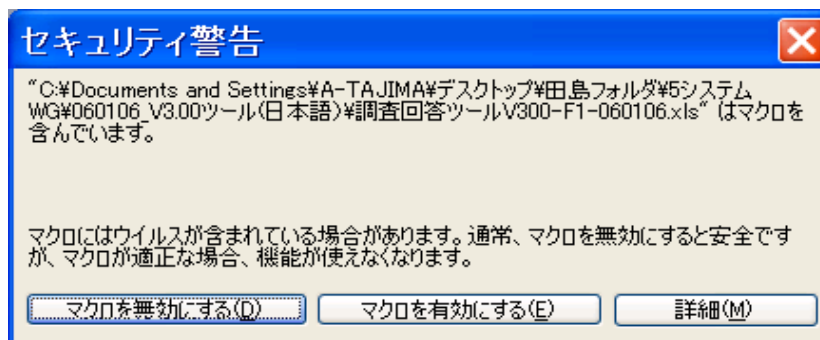 セキュリティ警告
"C:¥Documents and Settings¥A-TAJIMA¥デスクトップ¥田島フォルダ¥5システム
WG¥060106_V3.00ツール(日本語)¥調査回答ツールV300-F1-060106.xls" はマクロを
含んでいます。
マクロにはウイルスが含まれている場合があります。通常、マクロを無効にすると安全です
が、マクロが適正な場合、機能が使えなくなります。
マクロを無効にする(D) マクロを有効にする(E) 詳細(M)